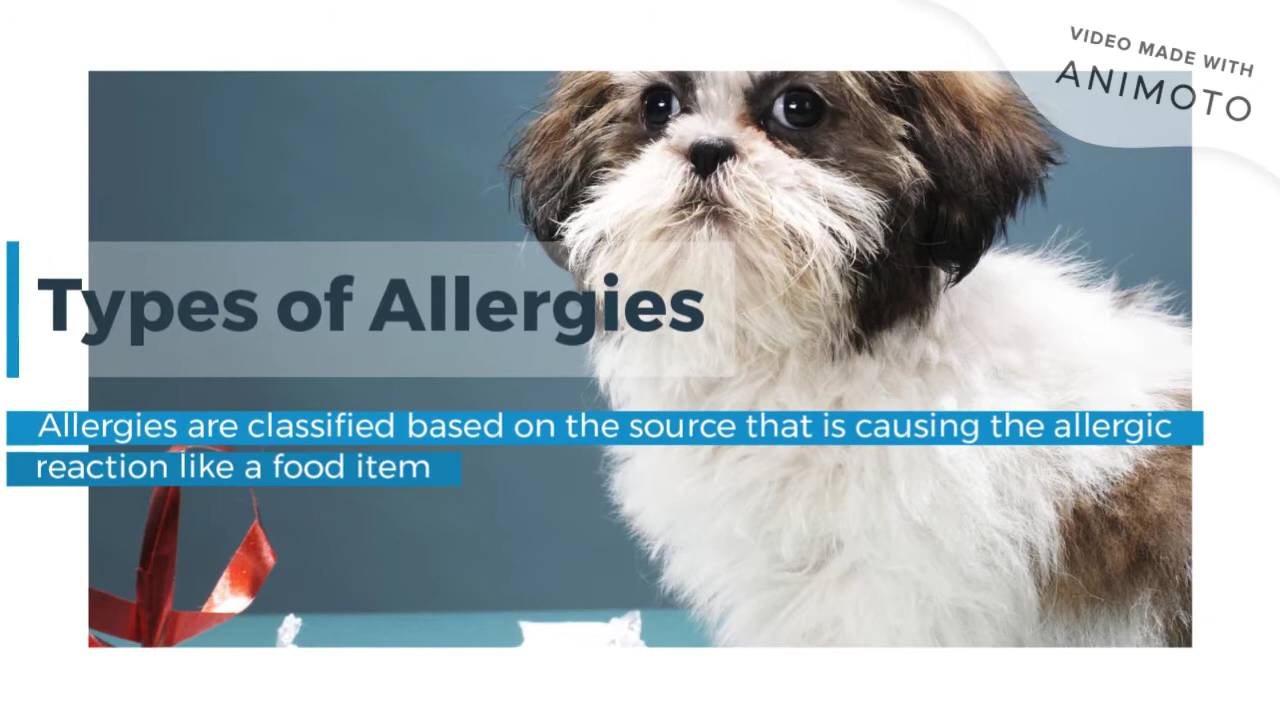 VIDEO MADE WITH
ANIMOTO
Types of Allergies
Allergies are classified based on the source that is causing the allergic
reaction like a food item